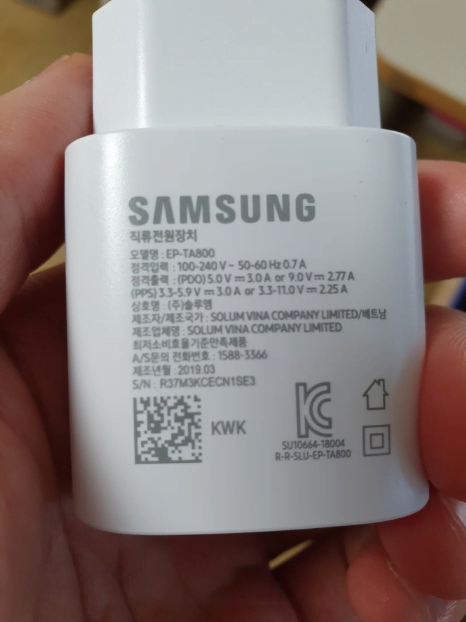 SAMSUNG
직류전원장치
모델명 : EP-TA800
정격입력 : 100-240 V ~ 50-60 Hz 0.7 A
정격출력 : (PDO) 5.0 V ⎓ 3.0 A or 9.0 V ⎓ 2.77 A
(PPS) 3.3-5.9 V ⎓ 3.0 A or 3.3-11.0 V ⎓ 2.25 A
상호명 : (주)솔루엠
제조자/제조국가 : SOLUM VINA COMPANY LIMITED/베트남
제조업체명 : SOLUM VINA COMPANY LIMITED
최저소비효율기준만족제품
A/S문의 전화번호 : 1588-3366
제조년월 : 2019.03
S/N : R37M3KCECN1SE3
KWK
SU10664-18004
R-R-SLU-EP-TA800